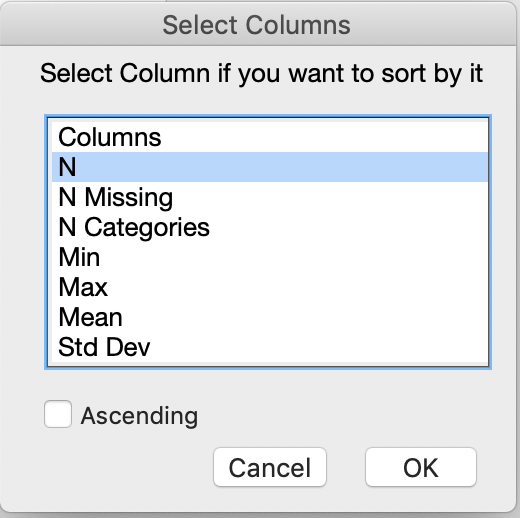 Select Columns
Select Column if you want to sort by it
Columns
N
N Missing
N Categories
Min
Max
Mean
Std Dev
Ascending
Cancel OK